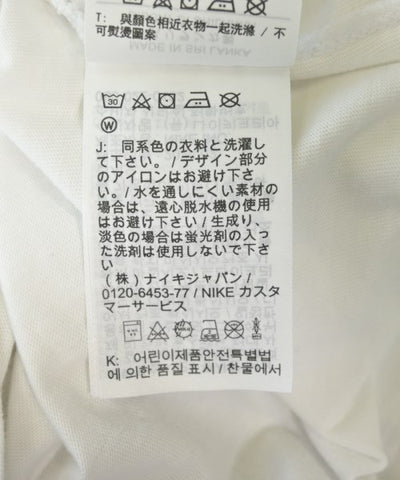 T: 與顏色相近衣物一起洗滌 / 不
可熨燙圖案
MADE IN SRI LANKA
30
W
J: 同系色の衣料と洗濯し
て下さい。/ デザイン部分
のアイロンはお避け下さ
い。/ 水を通しにくい素材の
場合は、遠心脱水機の使用
はお避け下さい / 生成り、
淡色の場合は蛍光剤の入っ
た洗剤は使用しないで下さ
い
(株) ナイキジャパン /
0120-6453-77 / NIKE カスタ
マーサービス
K: 어린이제품안전특별법
에 의한 품질 표시 / 찬물에서